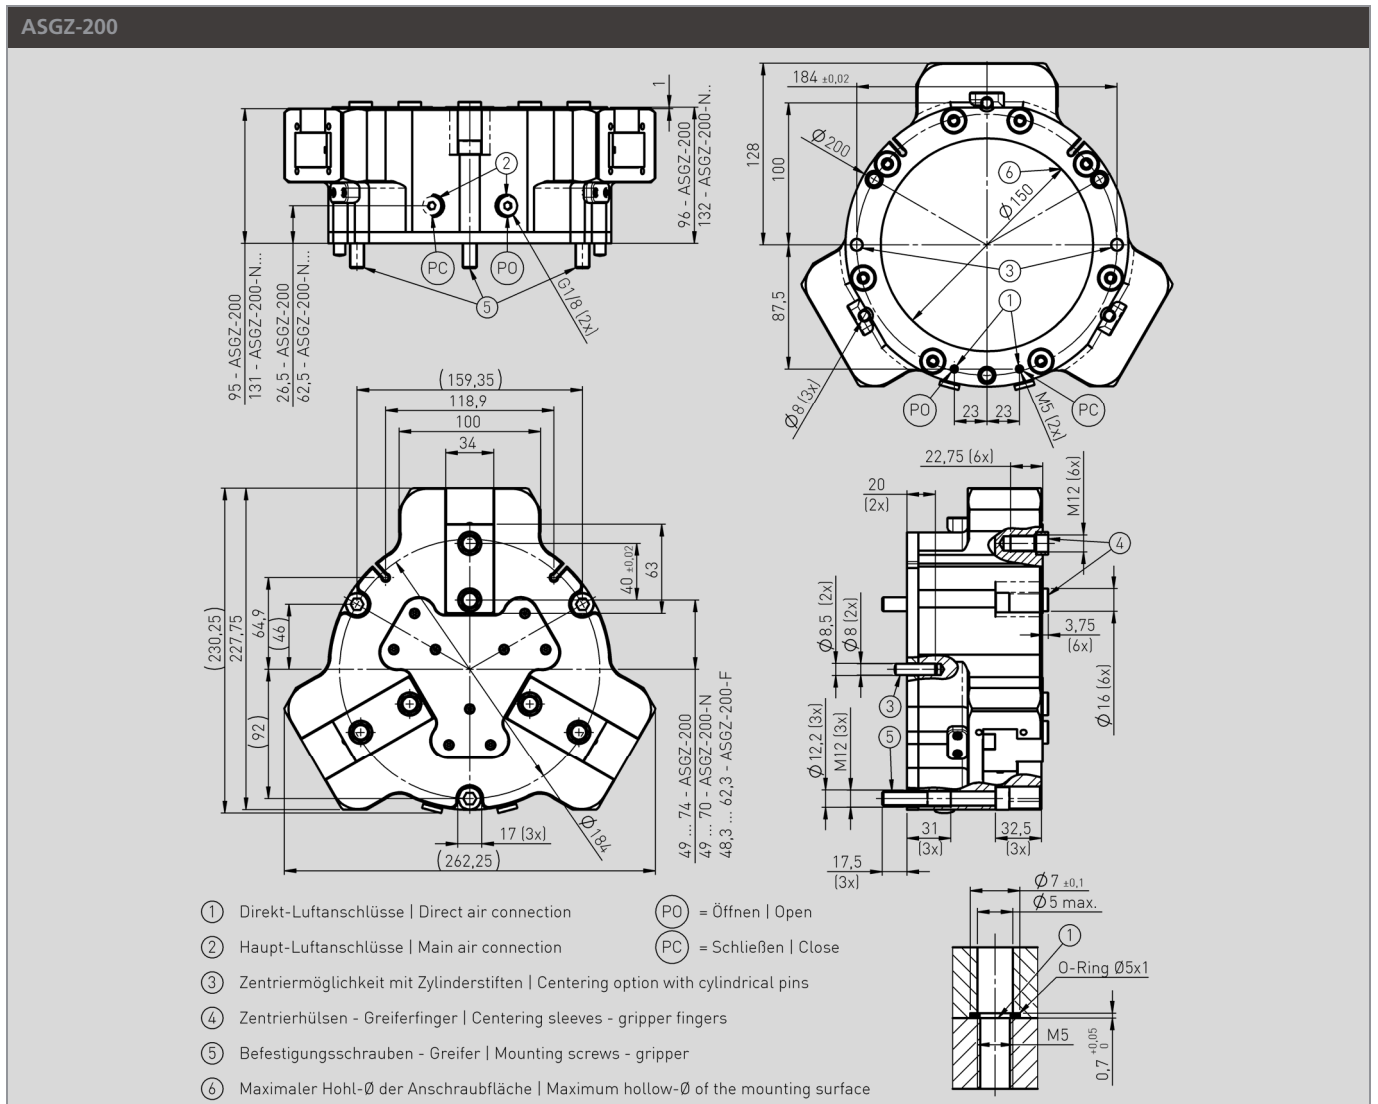 ASGZ-200
1
96 - ASGZ-200
132 - ASGZ-200-N..
2
PC
PO
G1/8 (2x)
5
95 - ASGZ-200
131 - ASGZ-200-N...
26,5 - ASGZ-200
62,5 - ASGZ-200-N...
184 ±0,02
Ø200
128
100
6
Ø150
3
1
87,5
Ø8 (3x)
PO
23
23
M5 (2x)
PC
(159,35)
118,9
100
34
40 ±0,02
63
(230,25)
227,75
64,9
(46)
(92)
49 ... 74 - ASGZ-200
49 ... 70 - ASGZ-200-N
48,3 ... 62,3 - ASGZ-200-F
17 (3x)
Ø184
(262,25)
22,75 (6x)
20
(2x)
M12 (6x)
4
Ø8,5 (2x)
Ø8 (2x)
3,75
(6x)
Ø16 (6x)
3
5
Ø12,2 (3x)
M12 (3x)
31
(3x)
32,5
(3x)
17,5
(3x)
Ø7 ±0,1
Ø5 max.
1
O-Ring Ø5x1
M5
0,7 +0,05 0
1 Direkt-Luftanschlüsse | Direct air connection
PO = Öffnen | Open
2 Haupt-Luftanschlüsse | Main air connection
PC = Schließen | Close
3 Zentriermöglichkeit mit Zylinderstiften | Centering option with cylindrical pins
4 Zentrierhülsen - Greiferfinger | Centering sleeves - gripper fingers
5 Befestigungsschrauben - Greifer | Mounting screws - gripper
6 Maximaler Hohl-Ø der Anschraubfläche | Maximum hollow-Ø of the mounting surface